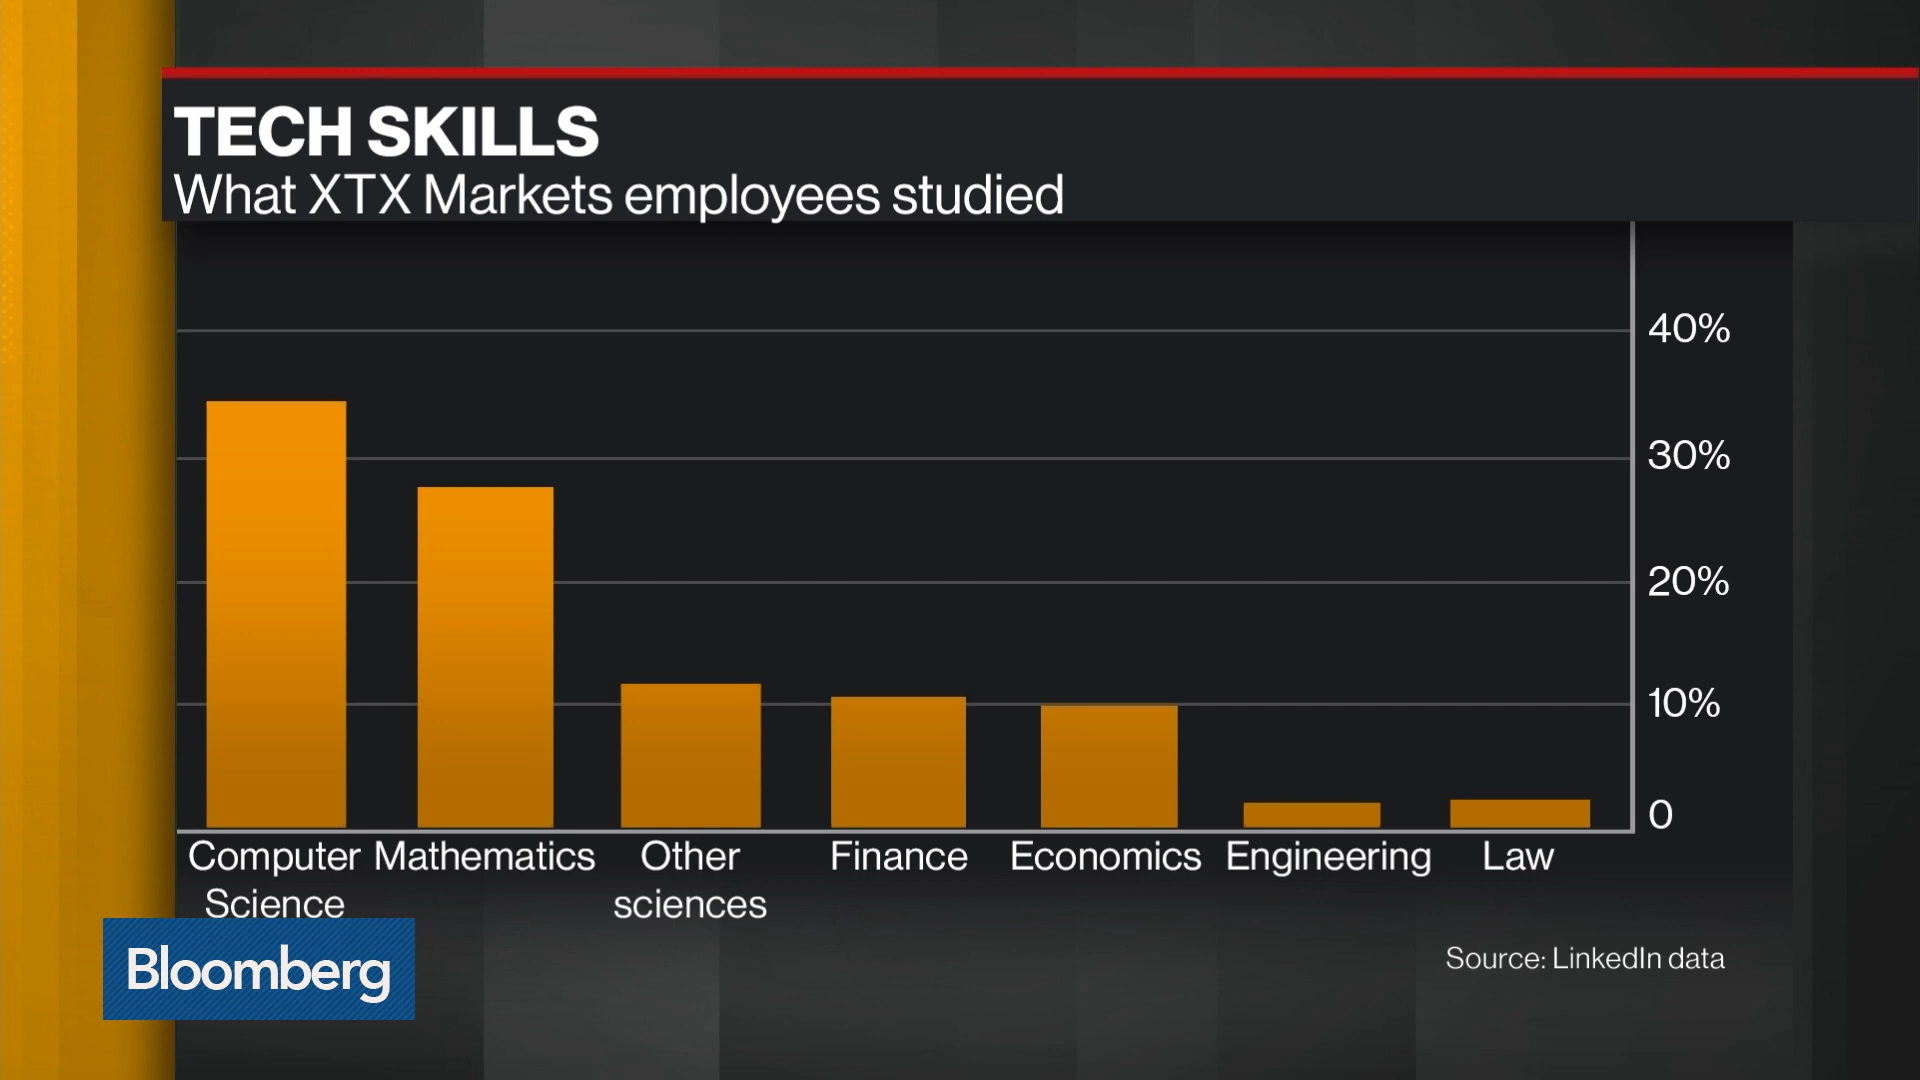 TECH SKILLS
What XTX Markets employees studied
40%
30%
20%
10%
0
Computer Science
Mathematics
Other sciences
Finance
Economics
Engineering
Law
Bloomberg
Source: LinkedIn data